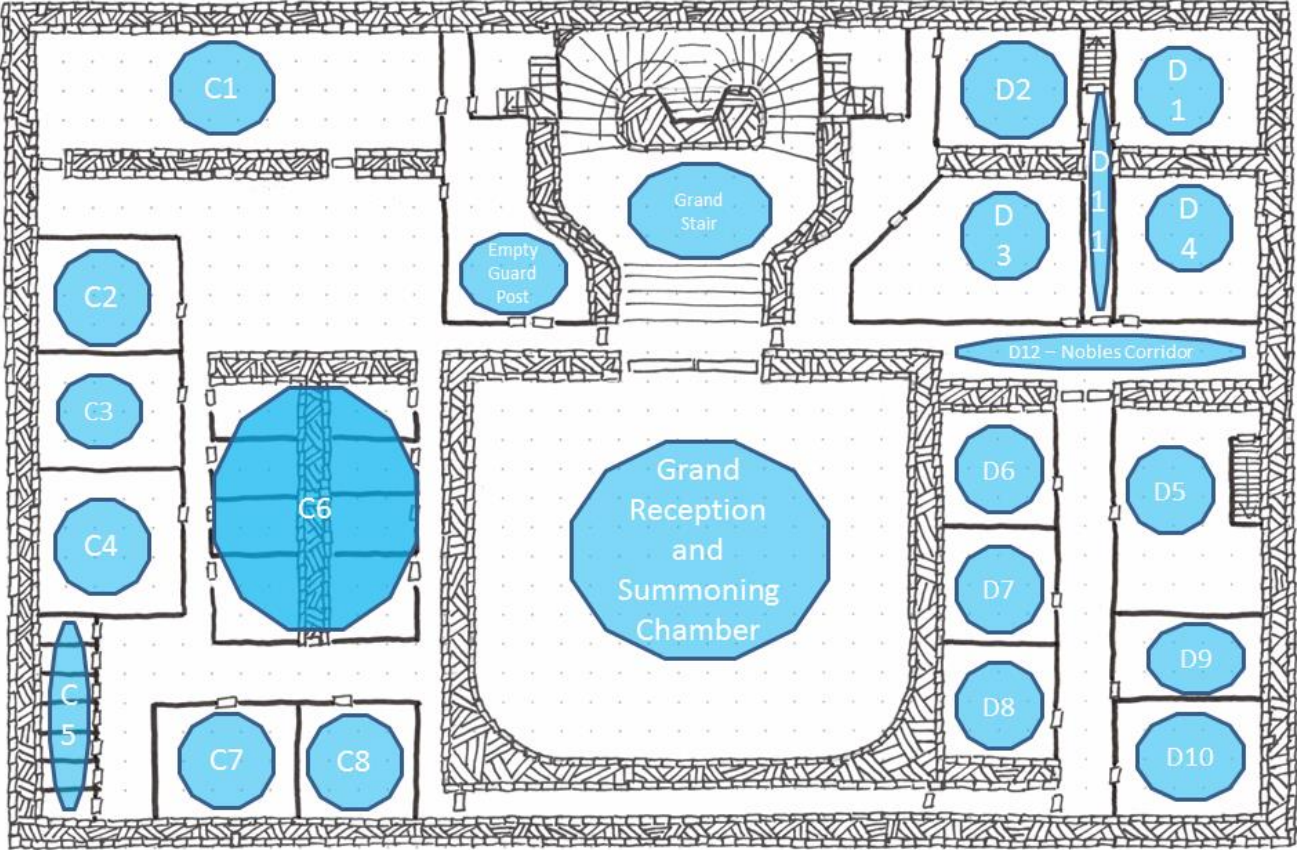 C1
D2
D
1
Grand
Stair
D
1
1
D
3
D
4
Empty
Guard
Post
C2
D12 – Nobles Corridor
C3
C6
Grand
Reception
and
Summoning
Chamber
D6
D5
C4
D7
D9
C
5
D8
C7
C8
D10